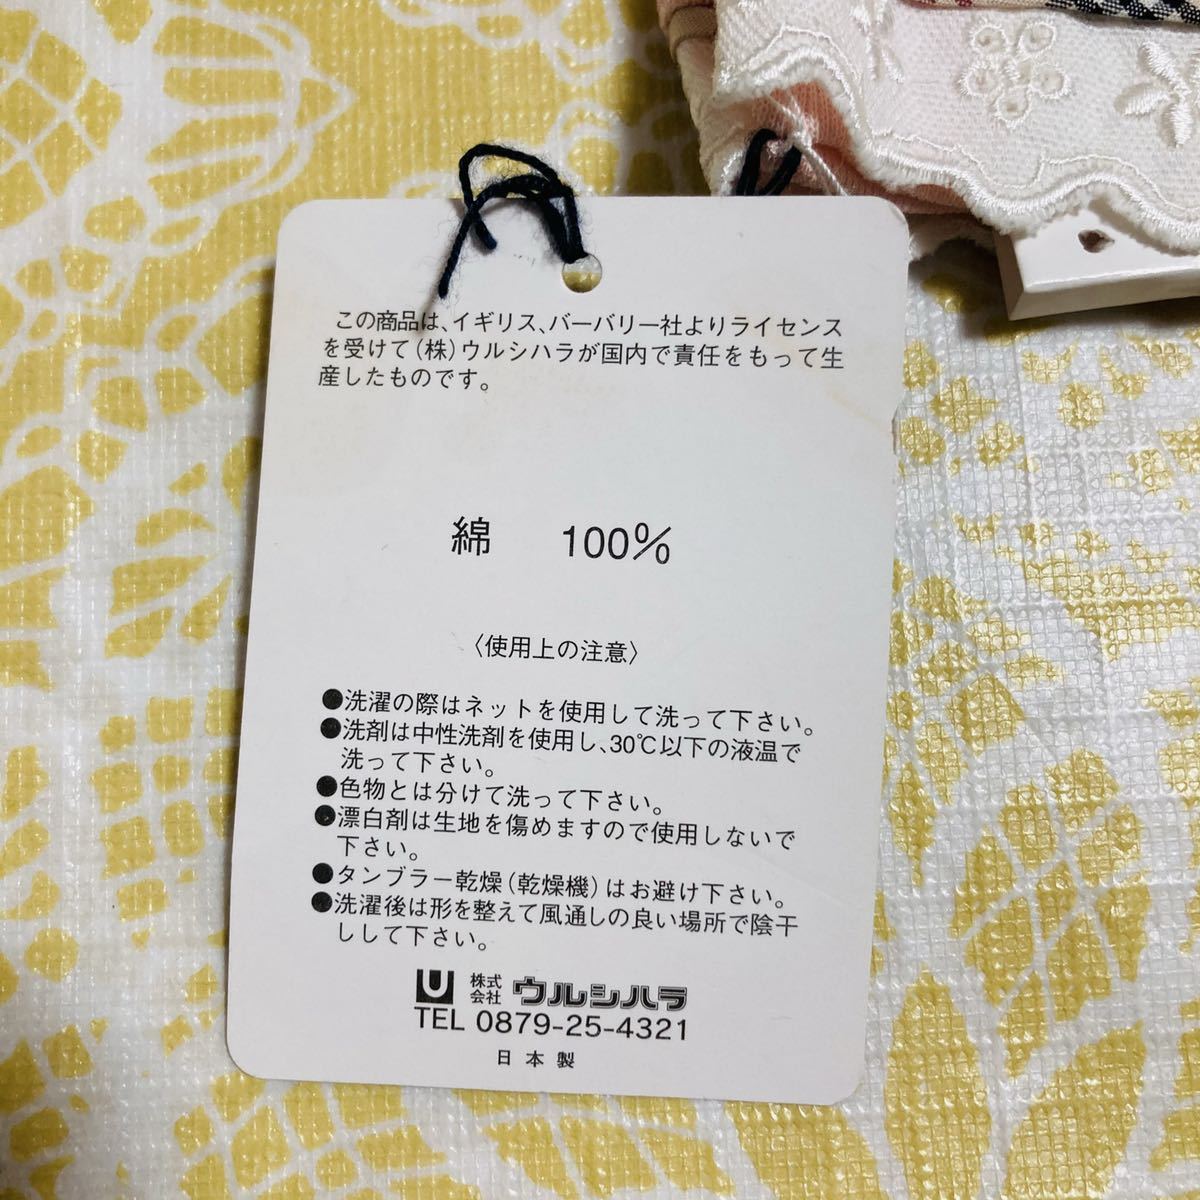 この商品は、イギリス、バーバリー社よりライセンス
を受けて(株)ウルシハラが国内で責任をもって生
産したものです。
綿 100%
〈使用上の注意〉
●洗濯の際はネットを使用して洗って下さい。
●洗剤は中性洗剤を使用し、30℃以下の液温で
洗って下さい。
●色物とは分けて洗って下さい。
●漂白剤は生地を傷めますので使用しないで
下さい。
●タンブラー乾燥(乾燥機)はお避け下さい。
●洗濯後は形を整えて風通しの良い場所で陰干
しして下さい。
U 株式会社 ウルシハラ
TEL 0879-25-4321
日本製